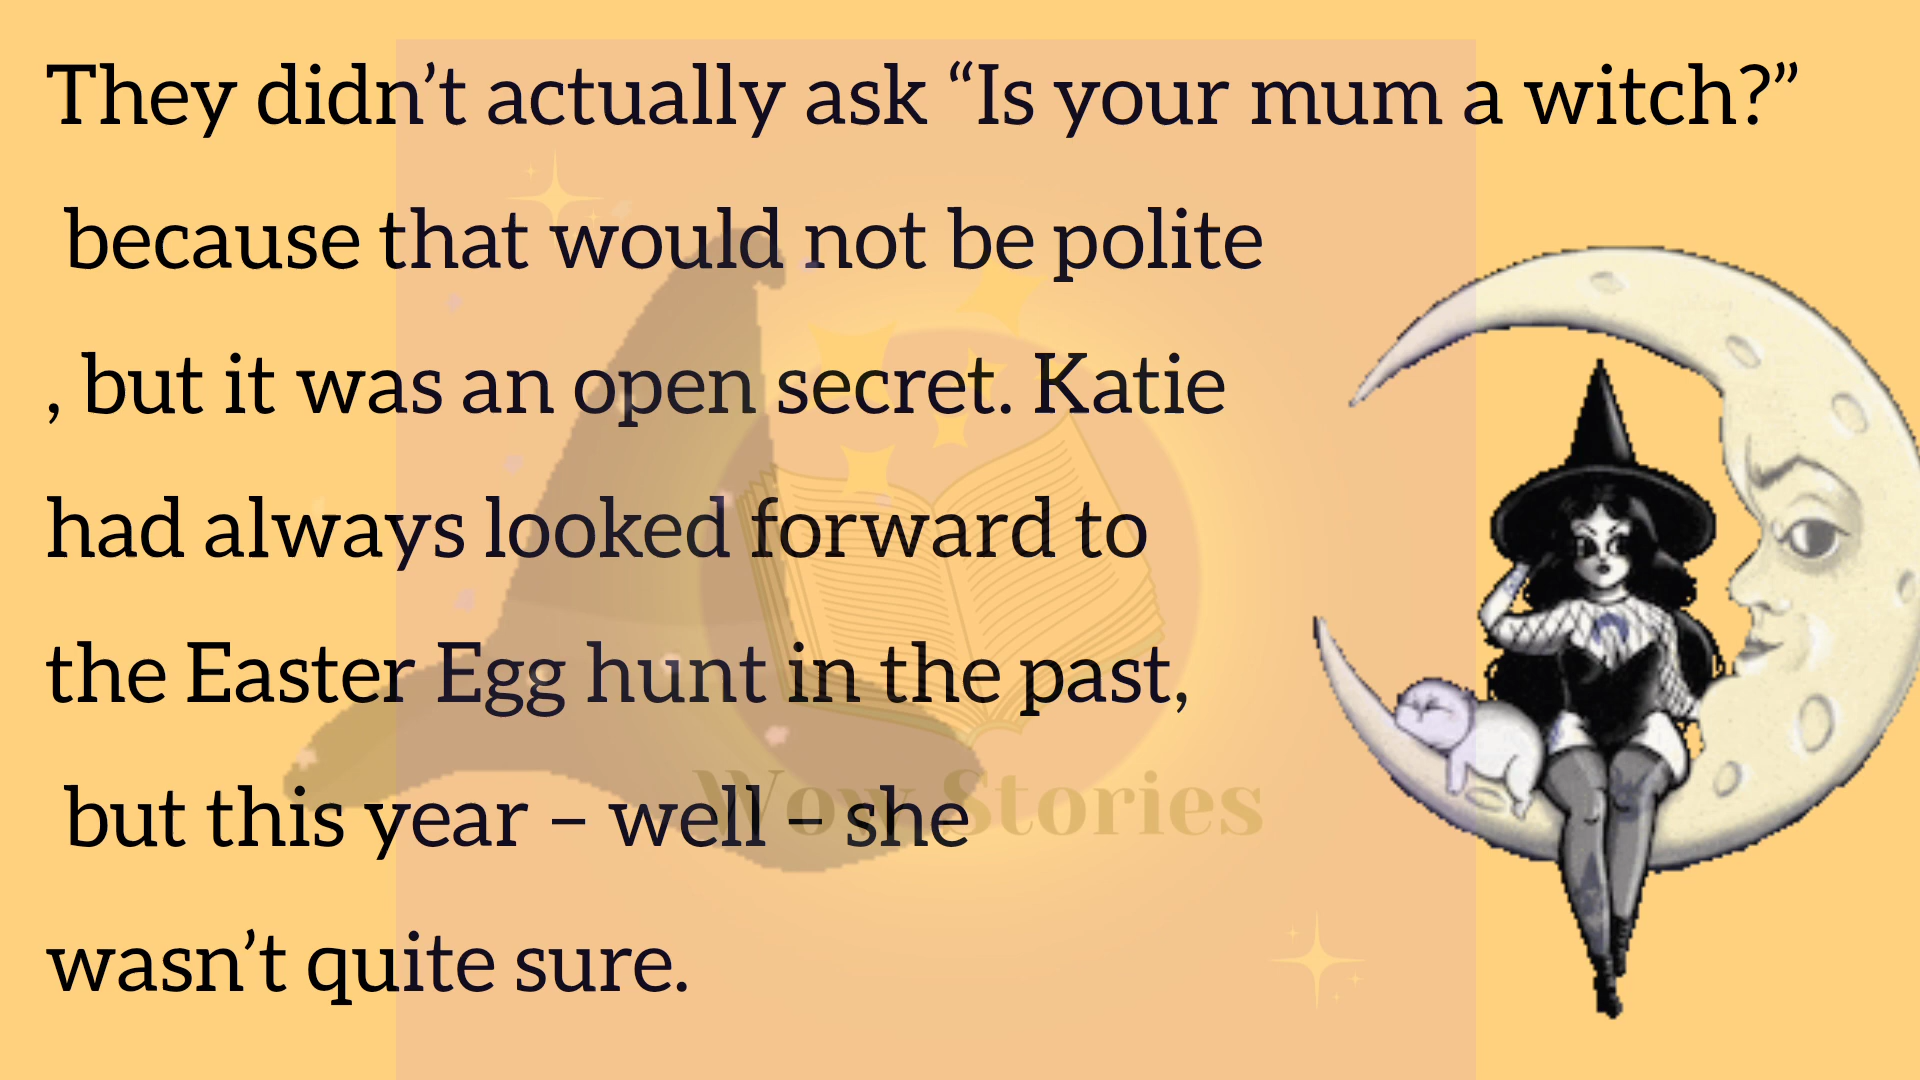 They didn’t actually ask “Is your mum a witch?”
because that would not be polite
, but it was an open secret. Katie
had always looked forward to
the Easter Egg hunt in the past,
but this year – well – she
wasn’t quite sure.
Wow Stories